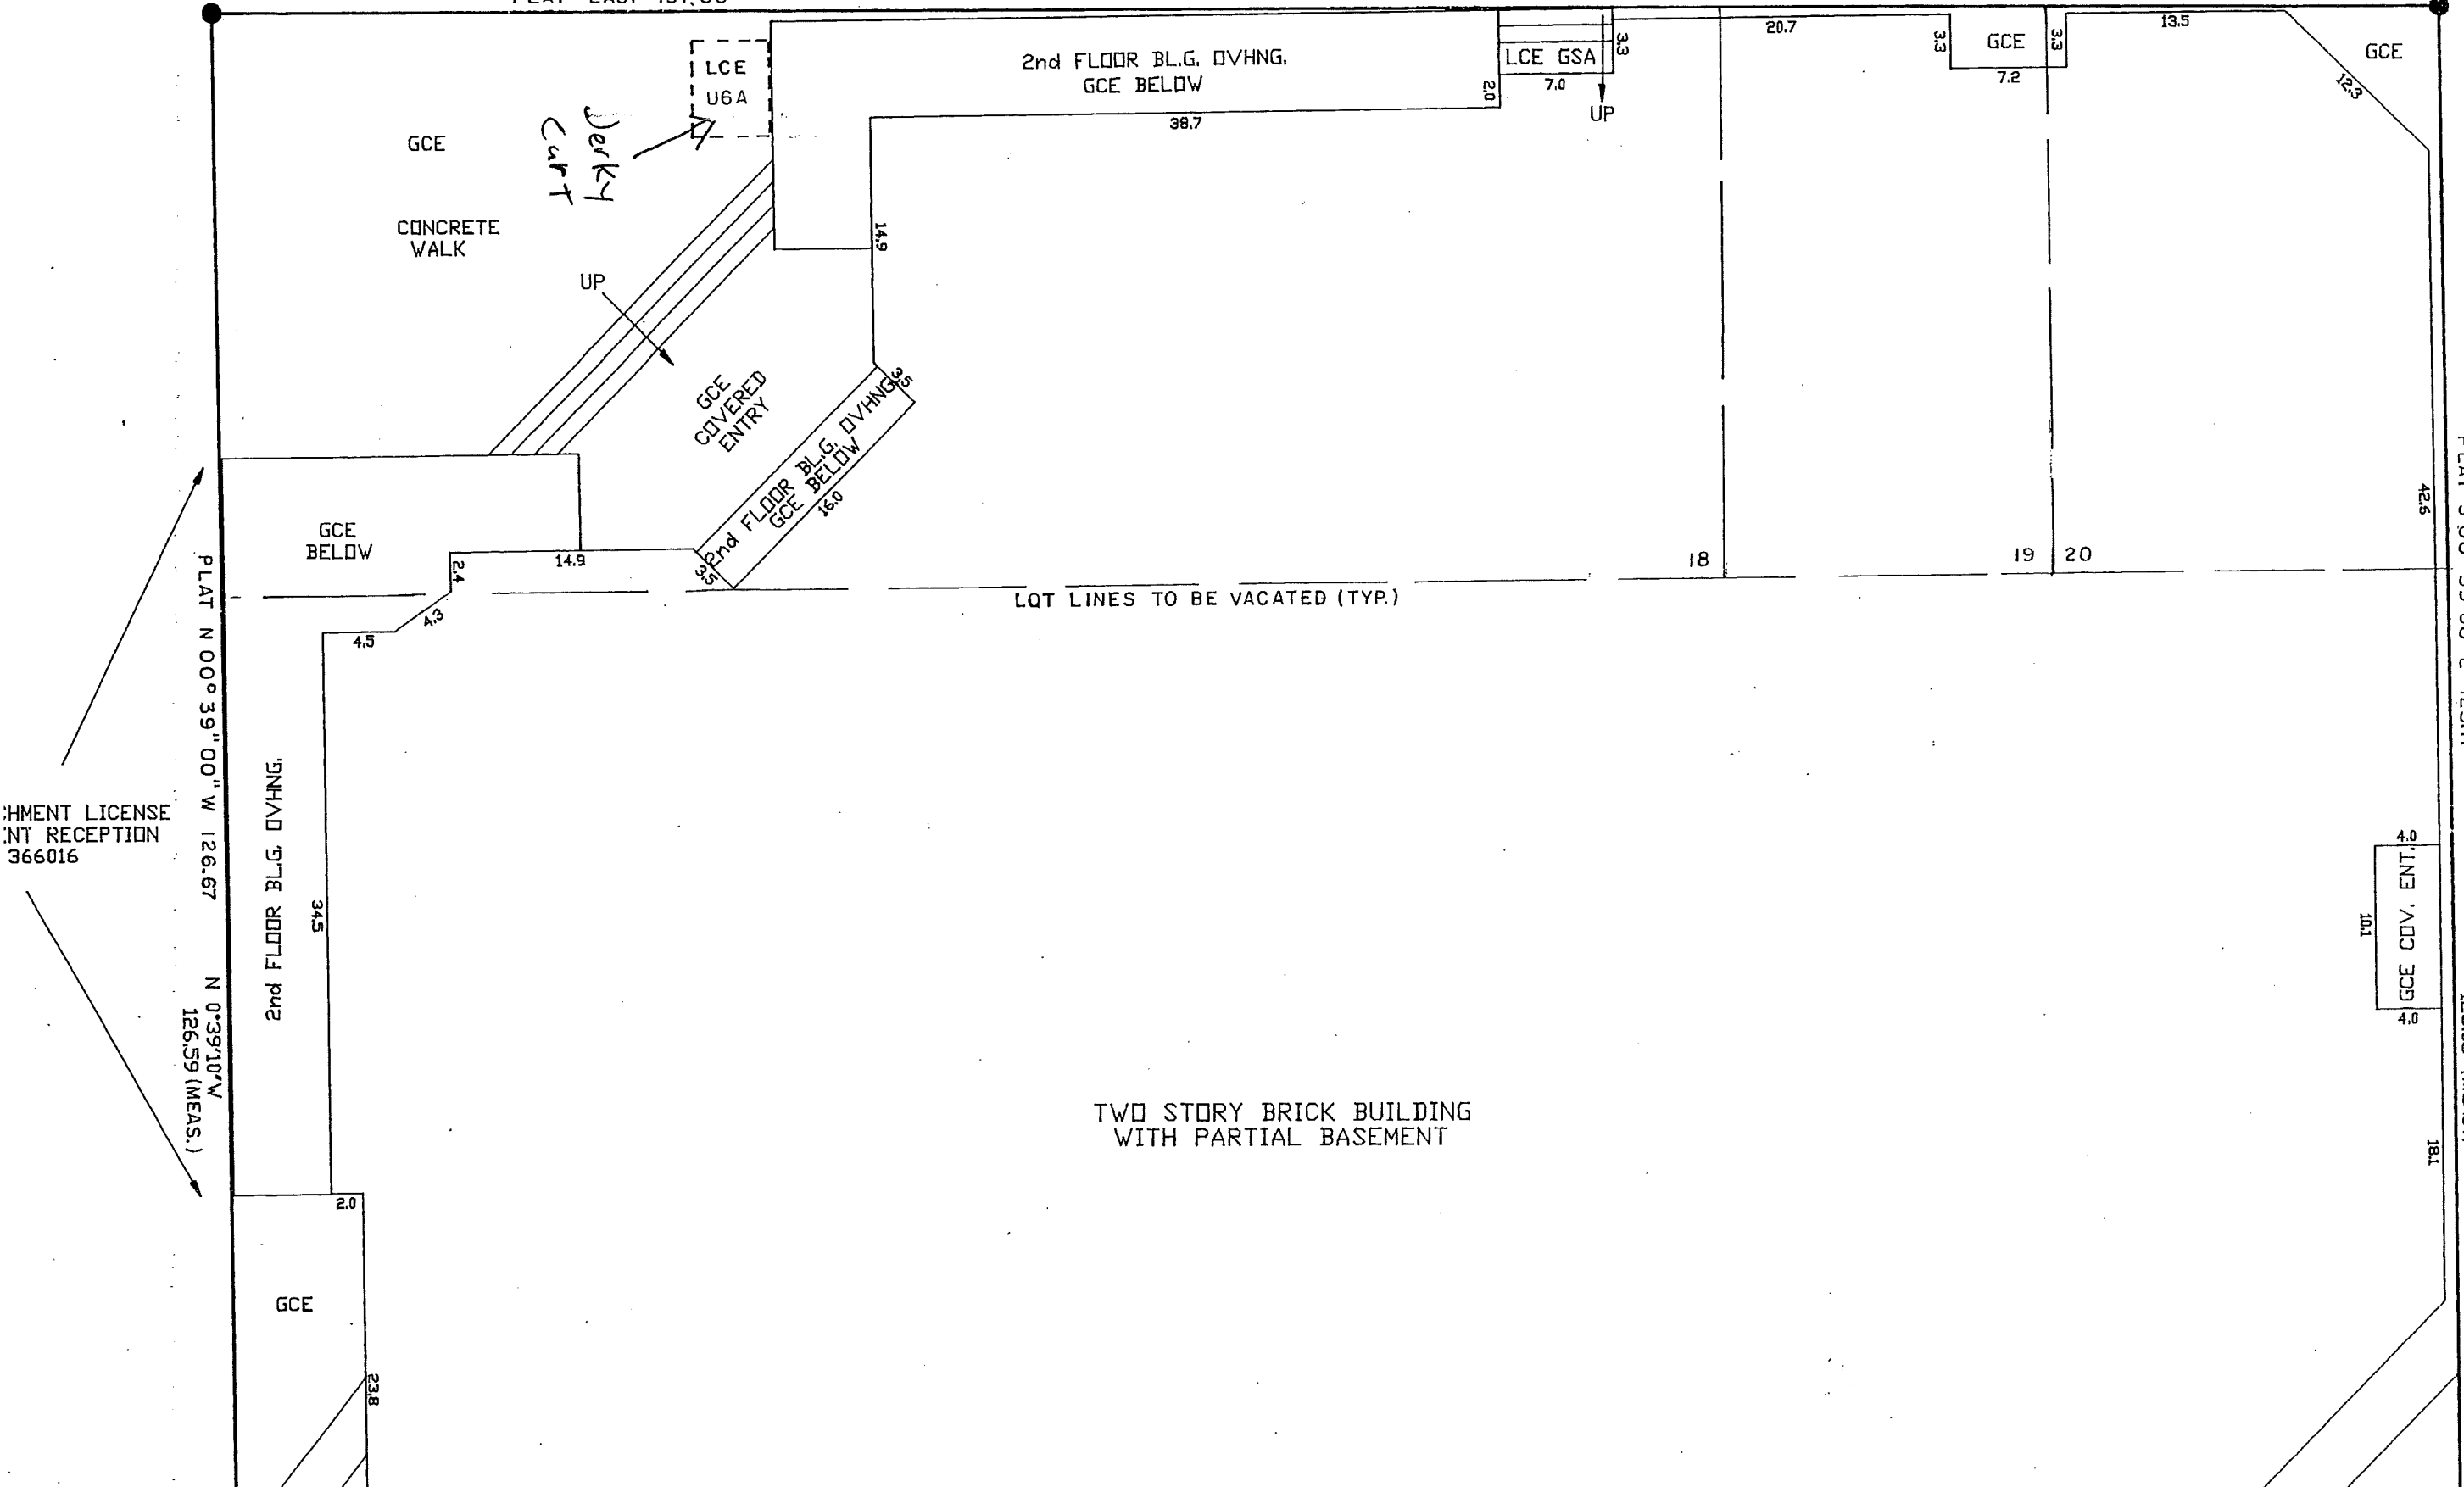 20.7
13.5
LCE
U6A
2nd FLOOR BL.G. OVHNG.
GCE BELOW
LCE GSA
3.3
7.0
2.0
UP
3.3
GCE
3.3
7.2
GCE
12.3
38.7
GCE
Jerky
Cart
CONCRETE
WALK
14.9
UP
GCE
COVERED
ENTRY
3.5
2nd FLOOR BL.G. OVHNG
GCE BELOW
16.0
3.5
42.6
GCE
BELOW
2.4
14.9
18
19
20
LOT LINES TO BE VACATED (TYP.)
4.3
4.5
PLAT N 00° 39" 00" W 126.67
N 0°39'10"W
126.59 (MEAS.)
CHMENT LICENSE
ENT RECEPTION
366016
2nd FLOOR BL.G. OVHNG.
34.5
4.0
GCE COV. ENT.
10.1
4.0
18.1
TWO STORY BRICK BUILDING
WITH PARTIAL BASEMENT
2.0
GCE
23.8